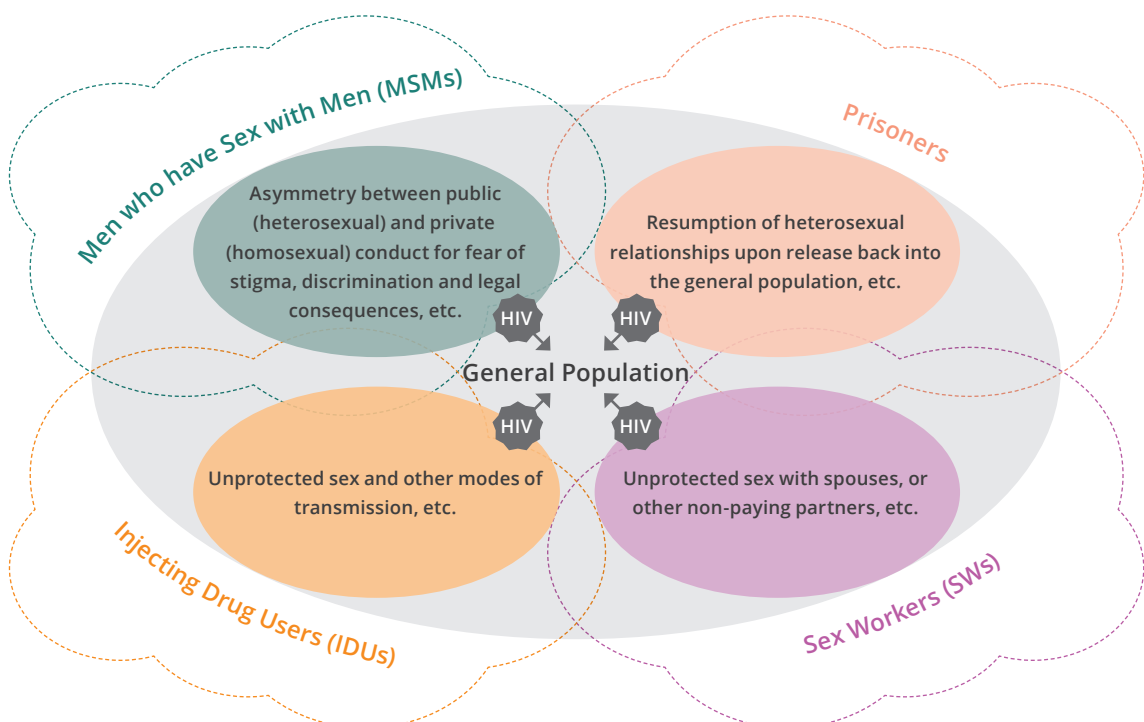 Men who have Sex with Men (MSMs)
Asymmetry between public
(heterosexual) and private
(homosexual) conduct for fear of
stigma, discrimination and legal
consequences, etc.
HIV
Prisoners
Resumption of heterosexual
relationships upon release back into
the general population, etc.
HIV
General Population
HIV
Unprotected sex and other modes of
transmission, etc.
Injecting Drug Users (IDUs)
HIV
Unprotected sex with spouses, or
other non-paying partners, etc.
Sex Workers (SWs)